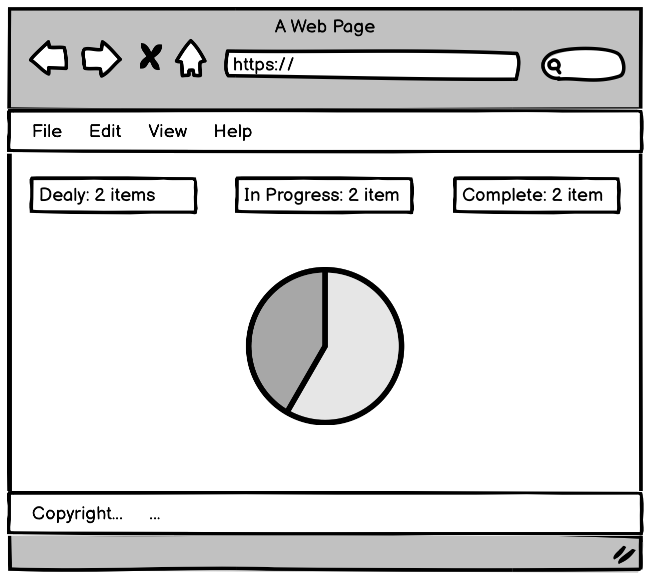 A Web Page
https://
File Edit View Help
Dealy: 2 items In Progress: 2 item Complete: 2 item
Copyright... ...